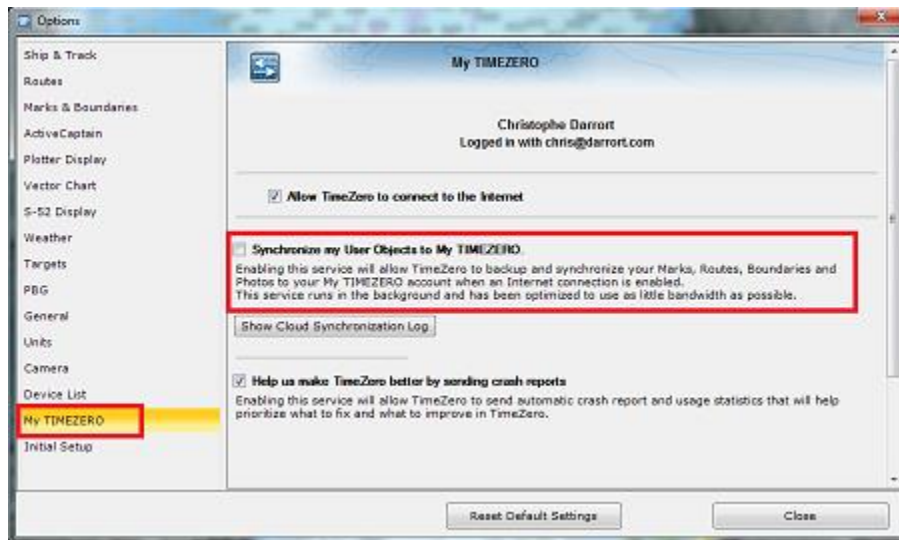 Options
Ship & Track
Routes
Marks & Boundaries
ActiveCaptain
Plotter Display
Vector Chart
S-52 Display
Weather
Targets
PBG
General
Units
Camera
Device List
My TIMEZERO
Initial Setup
My TIMEZERO
Christophe Darrort
Logged in with chris@darrort.com
Allow TimeZero to connect to the Internet
Synchronize my User Objects to My TIMEZERO.
Enabling this service will allow TimeZero to backup and synchronize your Marks, Routes, Boundaries and
Photos to your My TIMEZERO account when an Internet connection is enabled.
This service runs in the background and has been optimized to use as little bandwidth as possible.
Show Cloud Synchronization Log
Help us make TimeZero better by sending crash reports
Enabling this service will allow TimeZero to send automatic crash report and usage statistics that will help
prioritize what to fix and what to improve in TimeZero.
Reset Default Settings
Close